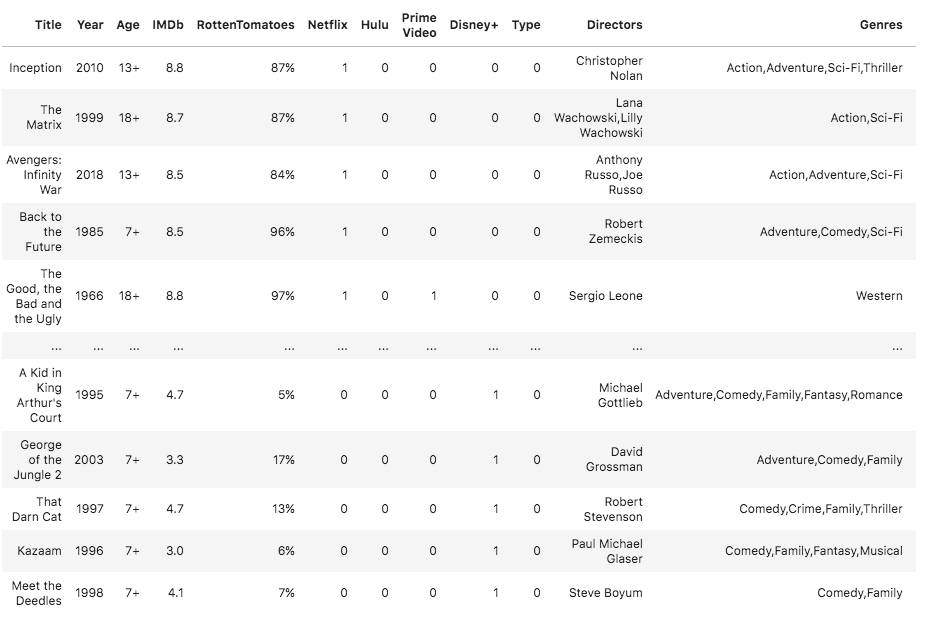 Title Year Age IMDb RottenTomatoes Netflix Hulu Prime Video Disney+ Type Directors Genres
Inception 2010 13+ 8.8 87% 1 0 0 0 0 Christopher Nolan Action,Adventure,Sci-Fi,Thriller
The Matrix 1999 18+ 8.7 87% 1 0 0 0 0 Lana Wachowski,Lilly Wachowski Action,Sci-Fi
Avengers: Infinity War 2018 13+ 8.5 84% 1 0 0 0 0 Anthony Russo,Joe Russo Action,Adventure,Sci-Fi
Back to the Future 1985 7+ 8.5 96% 1 0 0 0 0 Robert Zemeckis Adventure,Comedy,Sci-Fi
The Good, the Bad and the Ugly 1966 18+ 8.8 97% 1 0 1 0 0 Sergio Leone Western
... ... ... ... ... ... ... ... ... ... ... ...
A Kid in King Arthur's Court 1995 7+ 4.7 5% 0 0 0 1 0 Michael Gottlieb Adventure,Comedy,Family,Fantasy,Romance
George of the Jungle 2 2003 7+ 3.3 17% 0 0 0 1 0 David Grossman Adventure,Comedy,Family
That Darn Cat 1997 7+ 4.7 13% 0 0 0 1 0 Robert Stevenson Comedy,Crime,Family,Thriller
Kazaam 1996 7+ 3.0 6% 0 0 0 1 0 Paul Michael Glaser Comedy,Family,Fantasy,Musical
Meet the Deedles 1998 7+ 4.1 7% 0 0 0 1 0 Steve Boyum Comedy,Family